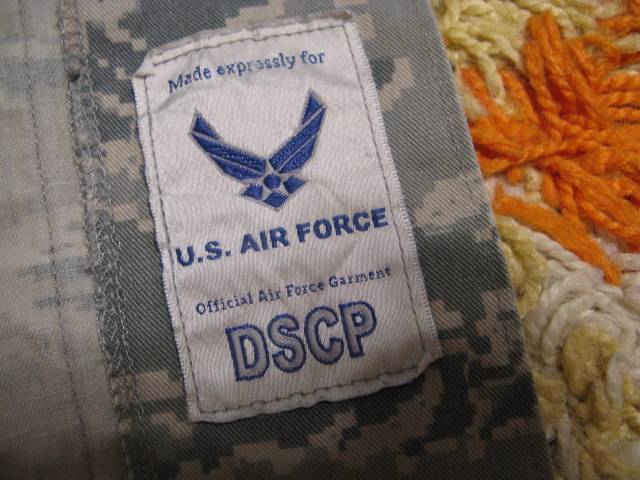 Made expressly for
U.S. AIR FORCE
Official Air Force Garment
DSCP